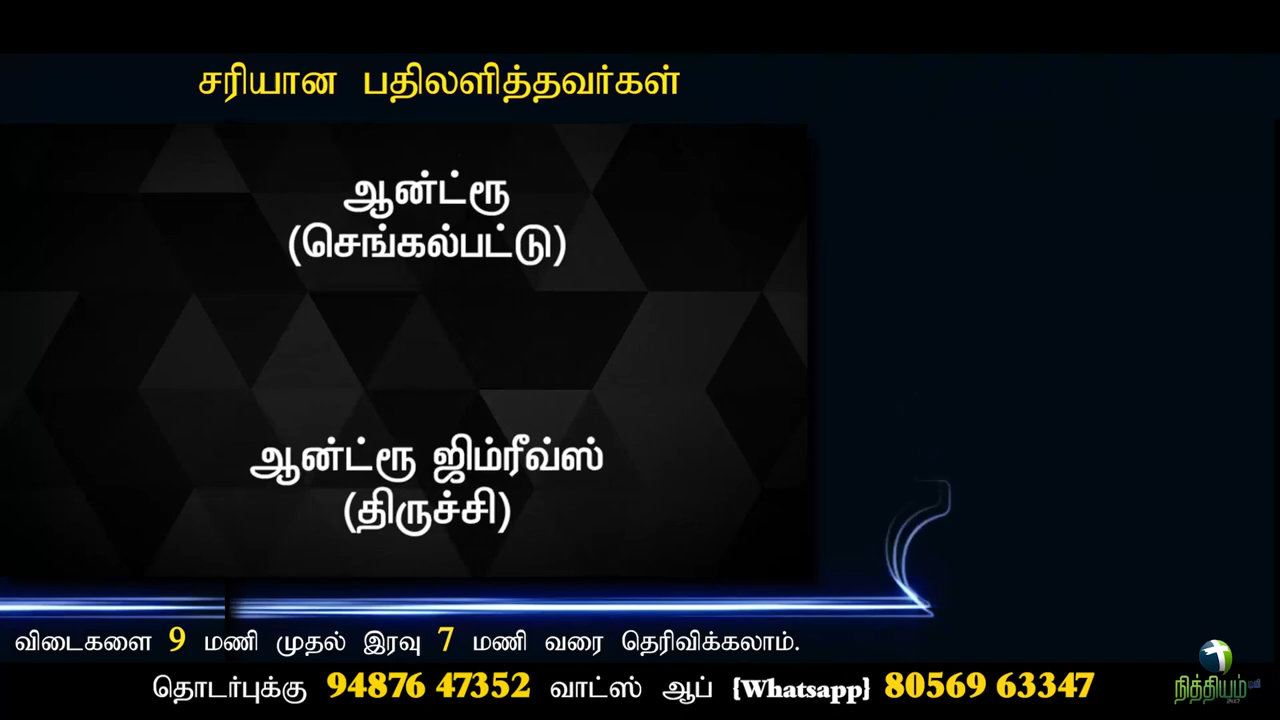 சரியான பதிலளித்தவர்கள்
ஆன்ட்ரூ
(செங்கல்பட்டு)
ஆன்ட்ரூ ஜிம்ரீவ்ஸ்
(திருச்சி)
விடைகளை 9 மணி முதல் இரவு 7 மணி வரை தெரிவிக்கலாம்.
தொடர்புக்கு 94876 47352 வாட்ஸ் ஆப் {Whatsapp} 80569 63347
நித்தியம்